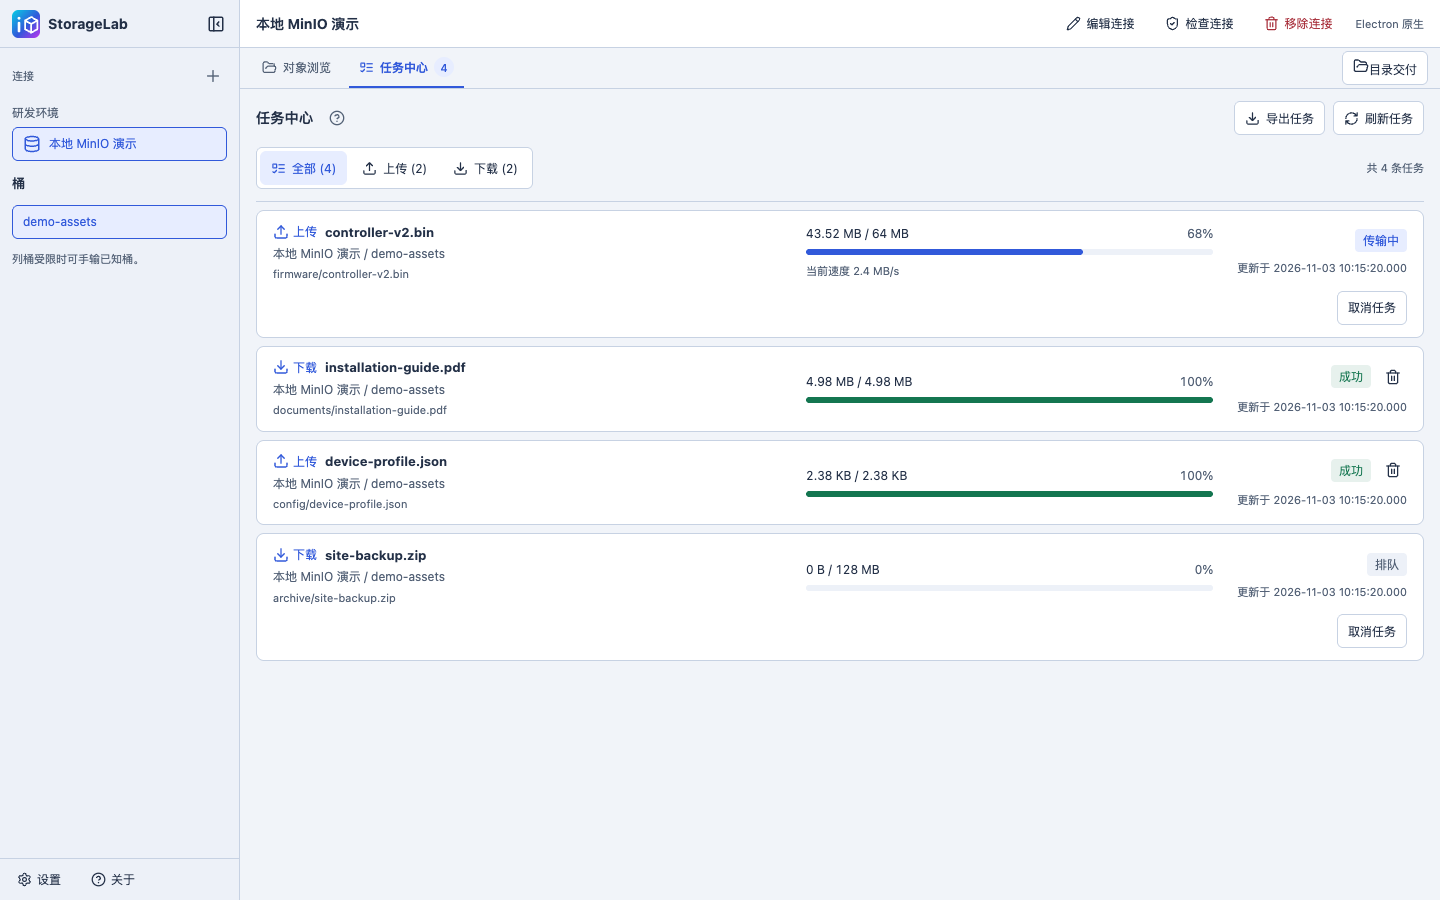 StorageLab
本地 MinIO 演示
编辑连接
检查连接
移除连接
Electron 原生
连接
研发环境
本地 MinIO 演示
桶
demo-assets
列桶受限时可手输已知桶。
设置
关于
对象浏览
任务中心 4
目录交付
任务中心
导出任务
刷新任务
全部 (4)
上传 (2)
下载 (2)
共 4 条任务
上传 controller-v2.bin
本地 MinIO 演示 / demo-assets
firmware/controller-v2.bin
43.52 MB / 64 MB
68%
当前速度 2.4 MB/s
传输中
更新于 2026-11-03 10:15:20.000
取消任务
下载 installation-guide.pdf
本地 MinIO 演示 / demo-assets
documents/installation-guide.pdf
4.98 MB / 4.98 MB
100%
成功
更新于 2026-11-03 10:15:20.000
上传 device-profile.json
本地 MinIO 演示 / demo-assets
config/device-profile.json
2.38 KB / 2.38 KB
100%
成功
更新于 2026-11-03 10:15:20.000
下载 site-backup.zip
本地 MinIO 演示 / demo-assets
archive/site-backup.zip
0 B / 128 MB
0%
排队
更新于 2026-11-03 10:15:20.000
取消任务